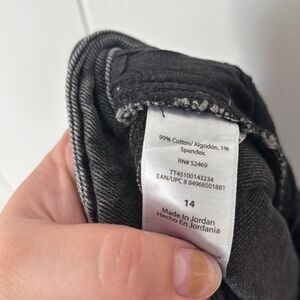 99% Cotton/ Algodón, 1%
Spandex.
RN# 52469
TT45100143234
EAN/UPC 8 84968501881
14
Made In Jordan
Hecho En Jordania